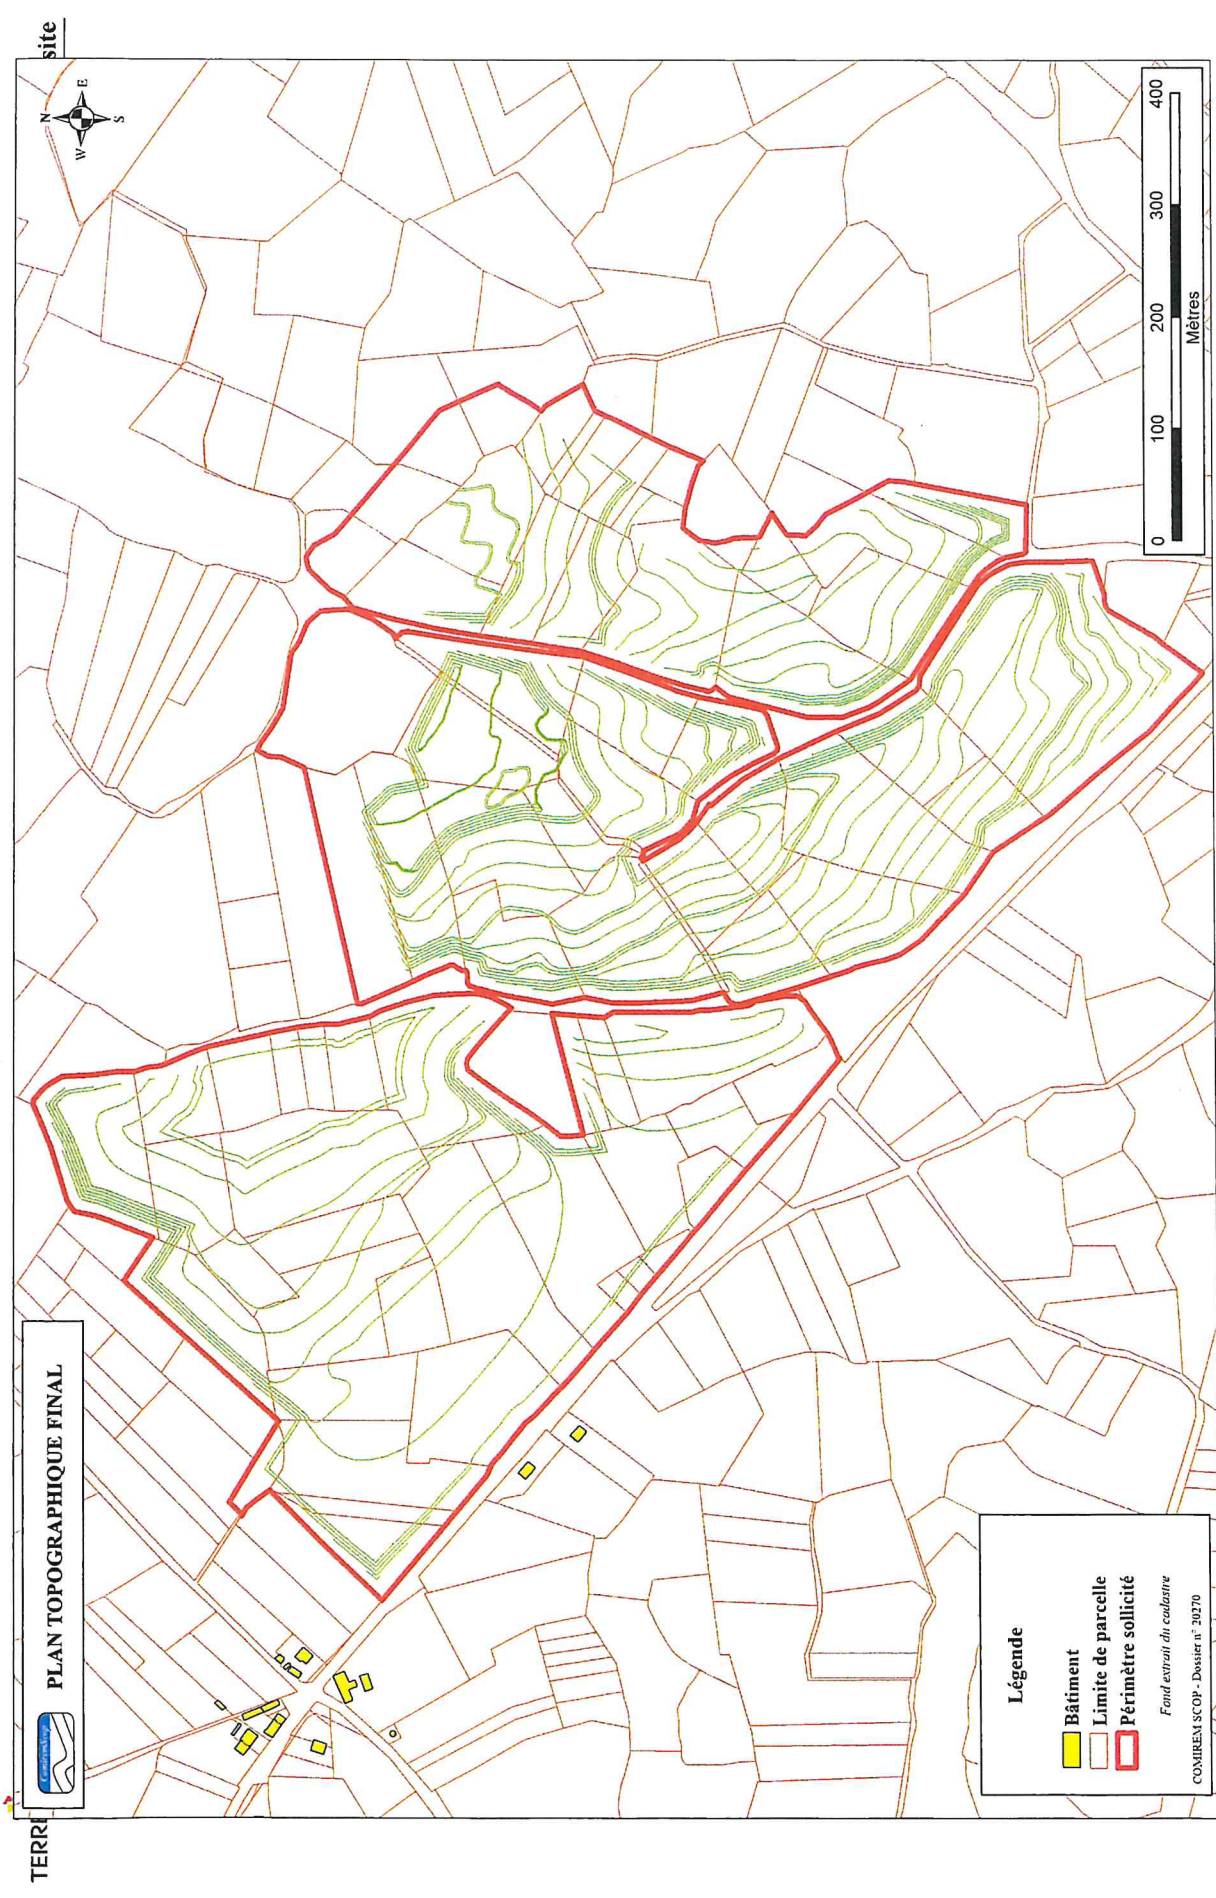 TERRE
site
PLAN TOPOGRAPHIQUE FINAL
N
W
E
S
Légende
Bâtiment
Limite de parcelle
Périmètre sollicité
Fond extrait du cadastre
COMIREM SCOP - Dossier n° 20270
0 100 200 300 400
Mètres